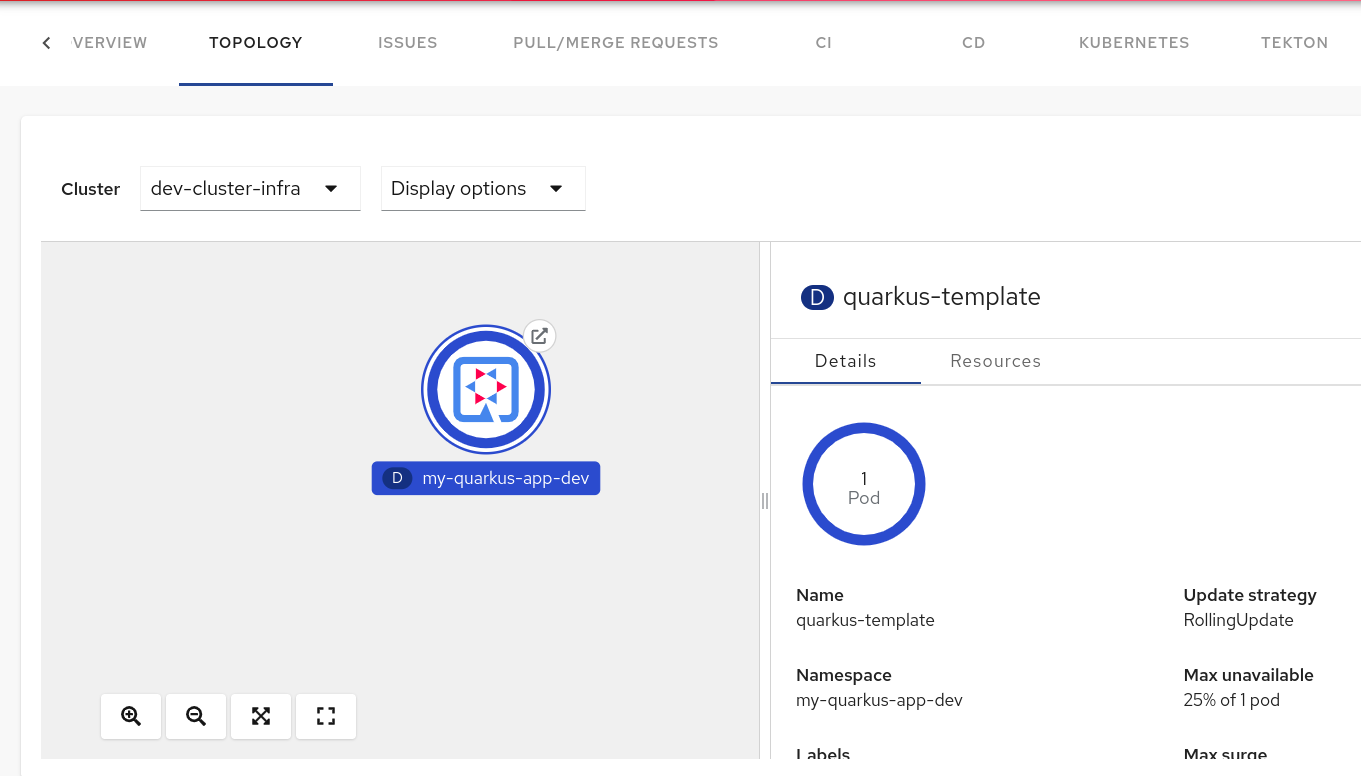 VERVIEW
TOPOLOGY
ISSUES
PULL/MERGE REQUESTS
CI
CD
KUBERNETES
TEKTON
Cluster
dev-cluster-infra
Display options
D my-quarkus-app-dev
D quarkus-template
Details
Resources
1
Pod
Name
quarkus-template
Update strategy
RollingUpdate
Namespace
my-quarkus-app-dev
Max unavailable
25% of 1 pod
Labels
Max surge